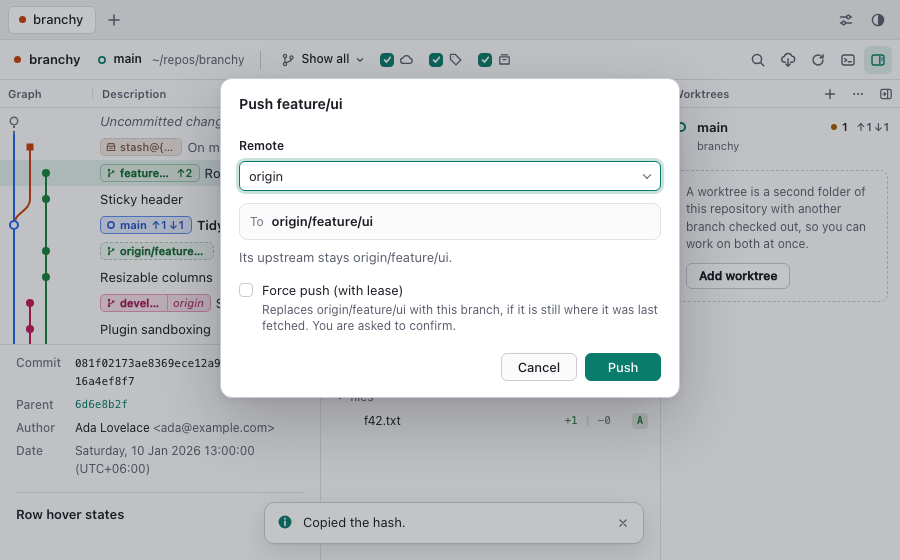 branchy
branchy main ~/repos/branchy Show all
Graph Description
Worktrees
Uncommitted chang
stash@{... On m
feature... ↑2 Ro
Sticky header
main ↑1↓1 Tidy
origin/feature...
Resizable columns
devel... origin S
Plugin sandboxing
Push feature/ui
Remote
origin
To origin/feature/ui
Its upstream stays origin/feature/ui.
Force push (with lease)
Replaces origin/feature/ui with this branch, if it is still where it was last
fetched. You are asked to confirm.
Cancel Push
main 1 ↑1↓1
branchy
A worktree is a second folder of
this repository with another
branch checked out, so you can
work on both at once.
Add worktree
Commit 081f02173ae8369ece12a9
16a4ef8f7
Parent 6d6e8b2f
Author Ada Lovelace <ada@example.com>
Date Saturday, 10 Jan 2026 13:00:00
(UTC+06:00)
Row hover states
files
f42.txt +1 −0 A
Copied the hash.